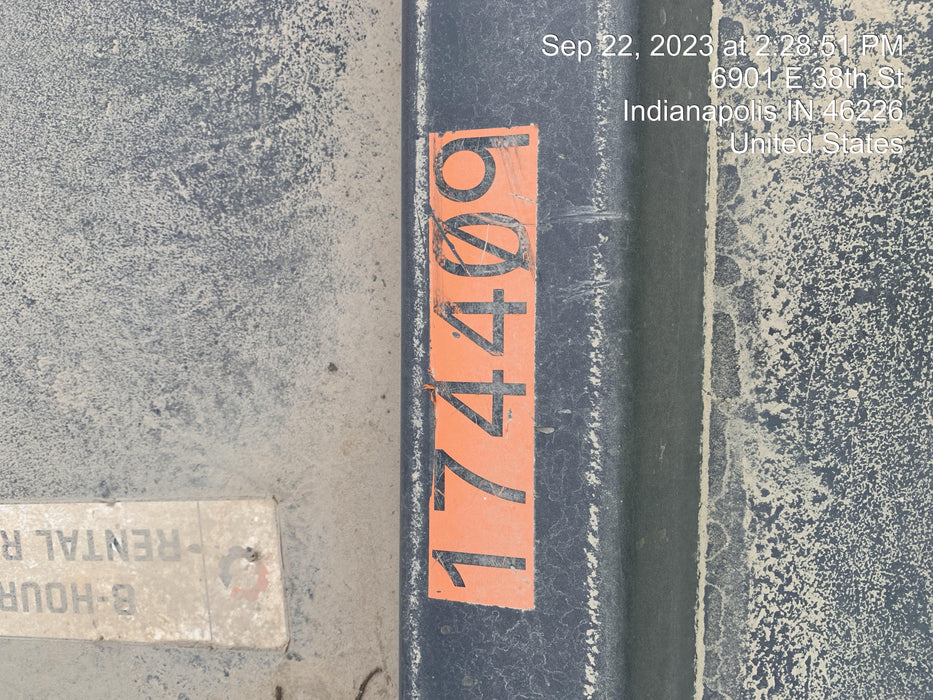 Sep 22, 2023 at 2:28:51 PM
6901 E 38th St
Indianapolis IN 46226
United States
174409
8-HOUR
RENTAL R